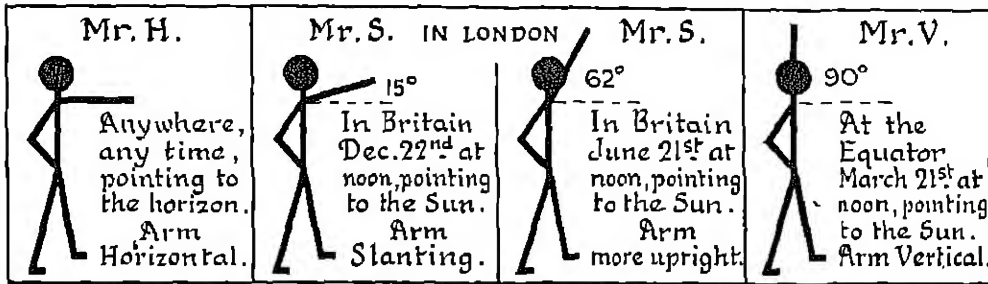 Mr. H.
Anywhere,
any time,
pointing to
the horizon.
Arm
Horizontal.
Mr. S. IN LONDON Mr. S.
15°
In Britain
Dec. 22nd at
noon, pointing
to the Sun.
Arm
Slanting.
62°
In Britain
June 21st at
noon, pointing
to the Sun.
Arm
more upright.
Mr. V.
90°
At the
Equator
March 21st at
noon, pointing
to the Sun.
Arm Vertical.